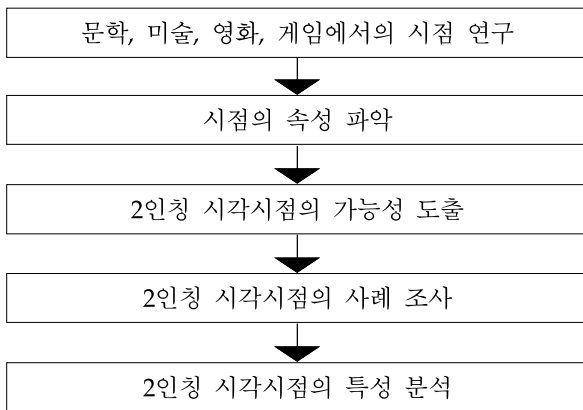 문학, 미술, 영화, 게임에서의 시점 연구
시점의 속성 파악
2인칭 시각시점의 가능성 도출
2인칭 시각시점의 사례 조사
2인칭 시각시점의 특성 분석